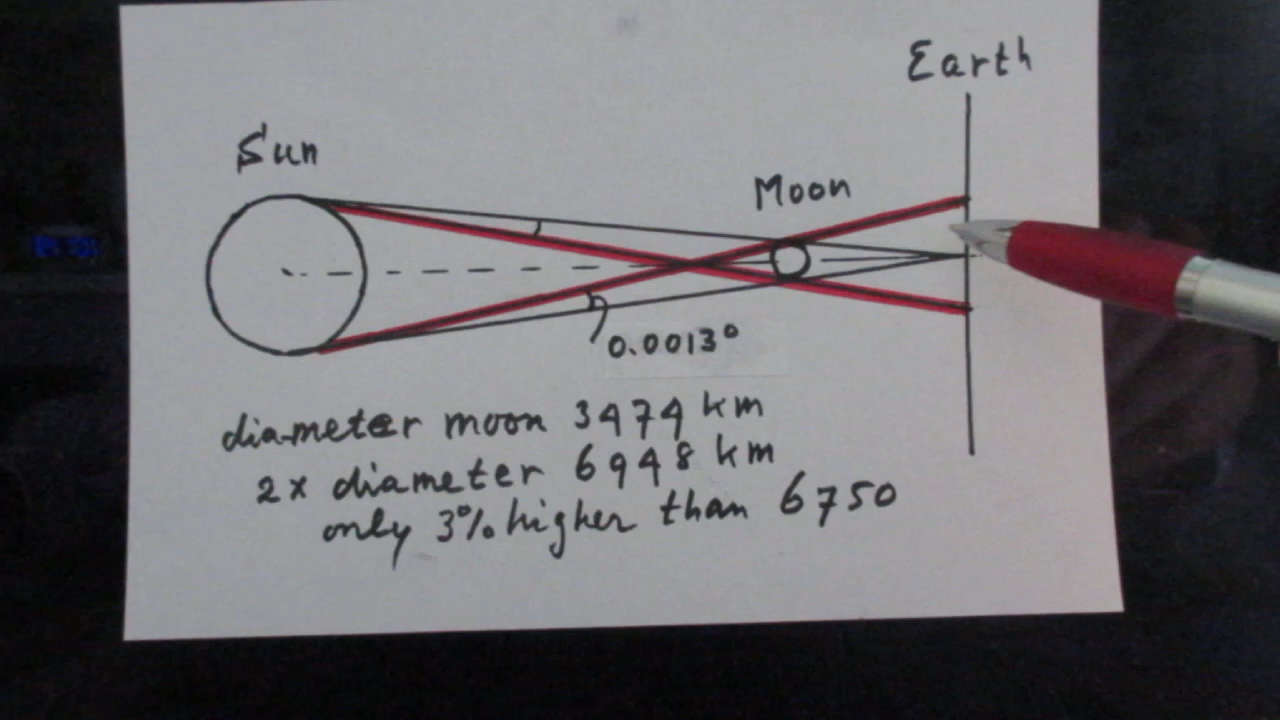 Earth
Sun
Moon
0.0013°
diameter moon 3474 km
2x diameter 6948 km
only 3% higher than 6750